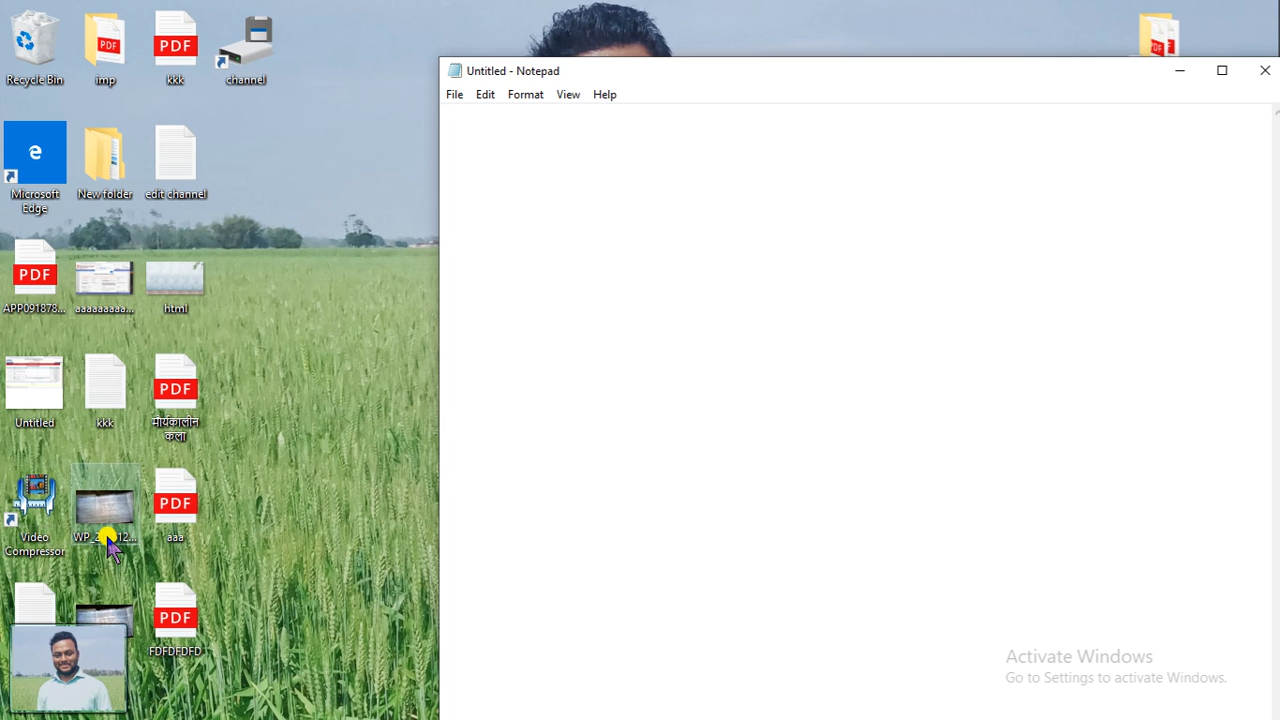 Untitled - Notepad
File Edit Format View Help
Recycle Bin
imp
kkk
channel
Microsoft
Edge
New folder
edit channel
APP091878...
aaaaaaaaa...
html
Untitled
kkk
मौर्यकालीन
कला
Video
Compressor
aaa
FDFDFDFD
PDF
PDF
PDF
PDF
PDF
PDF
Activate Windows
Go to Settings to activate Windows.